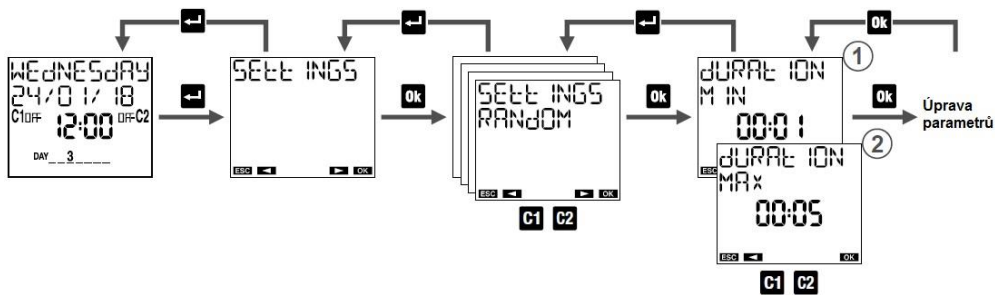 Ok
WEdNESdAY
24/01/18
C1OFF 12:00 OFFC2
DAY _ _ 3 _ _ _ _
SEttINGS
ESC OK
Ok
SEttINGS
RANdOM
ESC OK
C1 C2
Ok
1
dURAtION
MIN
00:01
2
dURAtION
MAX
00:05
ESC OK
C1 C2
Ok
Úprava
parametrů